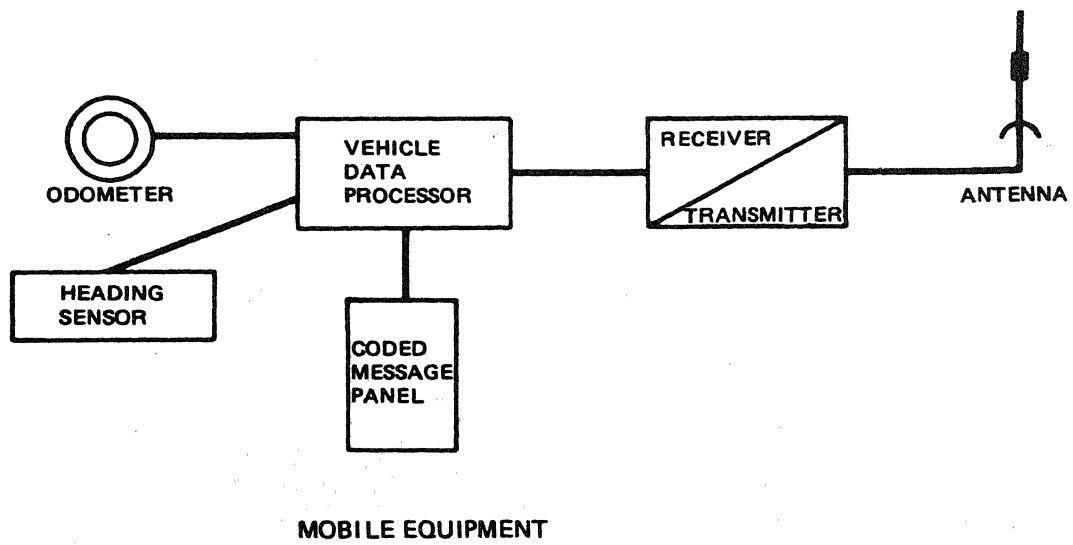 ODOMETER
HEADING
SENSOR
VEHICLE
DATA
PROCESSOR
CODED
MESSAGE
PANEL
RECEIVER
TRANSMITTER
ANTENNA
MOBILE EQUIPMENT